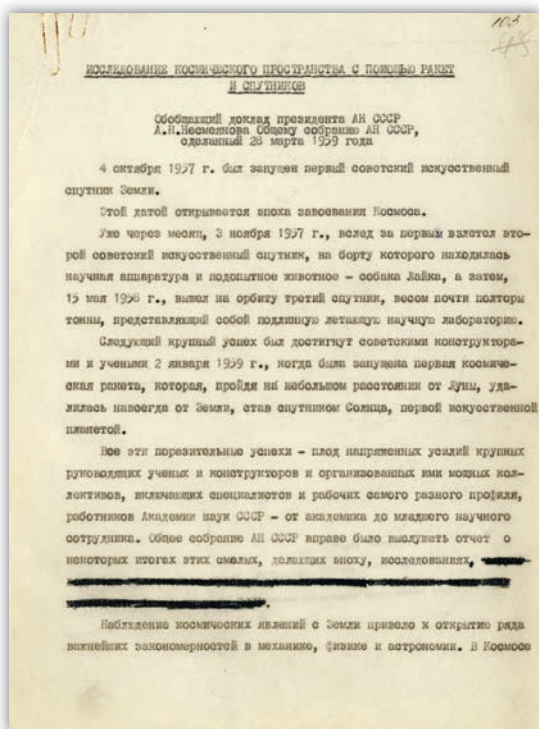 103
ИССЛЕДОВАНИЕ КОСМИЧЕСКОГО ПРОСТРАНСТВА С ПОМОЩЬЮ РАКЕТ
И СПУТНИКОВ
Обобщающий доклад президента АН СССР
А.Н.Несмеянова Общему собранию АН СССР,
сделанный 28 марта 1959 года
4 октября 1957 г. был запущен первый советский искусственный
спутник Земли.
Этой датой открывается эпоха завоевания Космоса.
Уже через месяц, 3 ноября 1957 г., вслед за первым взлетел вто-
рой советский искусственный спутник, на борту которого находилась
научная аппаратура и подопытное животное - собака Лайка, а затем,
15 мая 1958 г., вышел на орбиту третий спутник, весом почти полторы
тонны, представляющий собой подлинную летающую научную лабораторию.
Следующий крупный успех был достигнут советскими конструктора-
ми и учеными 2 января 1959 г., когда была запущена первая космиче-
ская ракета, которая, пройдя на небольшом расстоянии от Луны, уда-
лилась навсегда от Земли, став спутником Солнца, первой искусственной
планетой.
Все эти поразительные успехи - плод напряженных усилий крупных
руководящих ученых и конструкторов и организованных ими мощных кол-
лективов, включающих специалистов и рабочих самого разного профиля,
работников Академии наук СССР - от академика до младшего научного
сотрудника. Общее собрание АН СССР вправе было выслушать отчет о
некоторых итогах этих смелых, делающих эпоху, исследованиях,
Наблюдение космических явлений с Земли привело к открытию ряда
важнейших закономерностей в механике, физике и астрономии. В Космосе